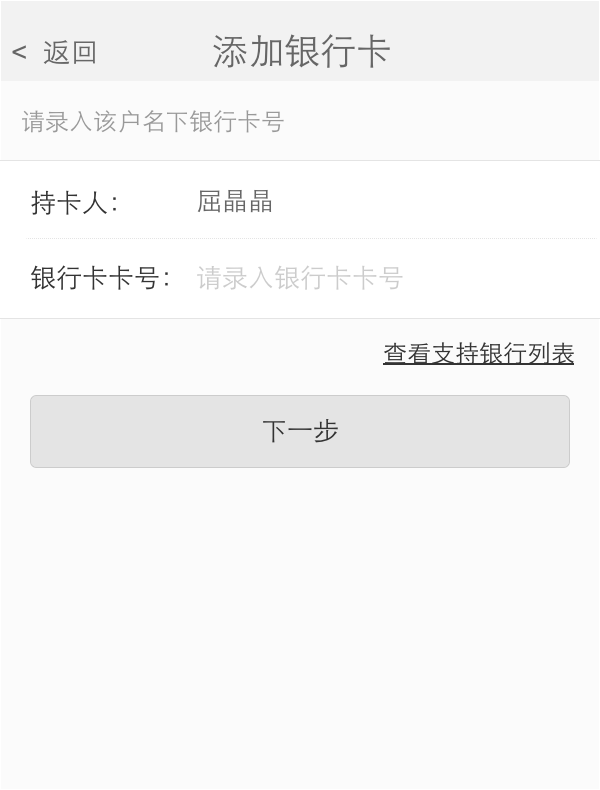 < 返回 添加银行卡
请录入该户名下银行卡号
持卡人： 屈晶晶
银行卡卡号： 请录入银行卡卡号
查看支持银行列表
下一步